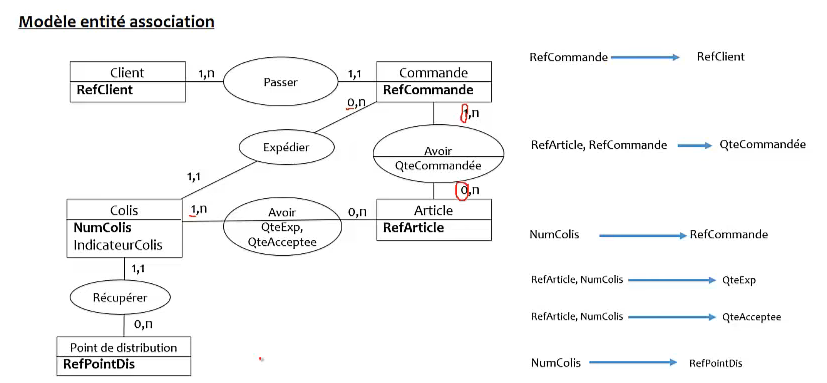 Modèle entité association
Client
RefClient
1,n
Passer
1,1
Commande
RefCommande
RefCommande
RefClient
0,n
1,n
Expédier
Avoir
QteCommandée
RefArticle, RefCommande
QteCommandée
1,1
0,n
Colis
NumColis
IndicateurColis
1,n
Avoir
QteExp,
QteAcceptee
0,n
Article
RefArticle
NumColis
RefCommande
1,1
RefArticle, NumColis
QteExp
Récupérer
RefArticle, NumColis
QteAcceptee
0,n
Point de distribution
RefPointDis
NumColis
RefPointDis